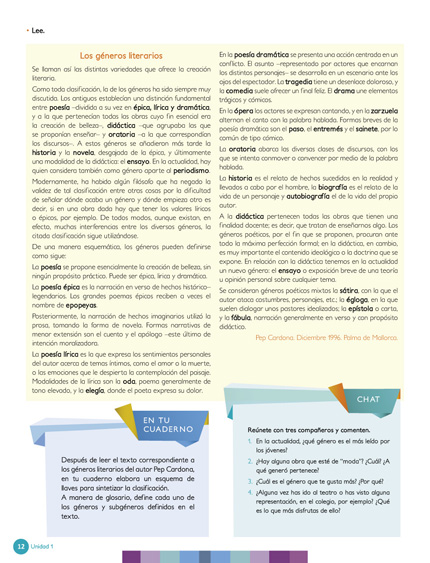 • Lee.
Los géneros literarios
Se llaman así las distintas variedades que ofrece la creación
literaria.
Como toda clasificación, la de los géneros ha sido siempre muy
discutida. Los antiguos establecían una distinción fundamental
entre poesía –dividida a su vez en épica, lírica y dramática,
y a la que pertenecían todas las obras cuyo fin esencial era
la creación de belleza–, didáctica –que agrupaba las que
se proponían enseñar– y oratoria –a la que correspondían
los discursos–. A estos géneros se añadieron más tarde la
historia y la novela, desgajada de la épica, y últimamente
una modalidad de la didáctica: el ensayo. En la actualidad, hay
quien considera también como género aparte al periodismo.
Modernamente, ha habido algún filósofo que ha negado la
validez de tal clasificación entre otras cosas por la dificultad
de señalar dónde acaba un género y dónde empieza otro es
decir, si en una obra dada hay que tener los valores líricos
o épicos, por ejemplo. De todos modos, aunque existan, en
efecto, muchas interferencias entre los diversos géneros, la
citada clasificación sigue utilizándose.
De una manera esquemática, los géneros pueden definirse
como sigue:
La poesía se propone esencialmente la creación de belleza, sin
ningún propósito práctico. Puede ser épica, lírica y dramática.
La poesía épica es la narración en verso de hechos histórico–
legendarios. Los grandes poemas épicos reciben a veces el
nombre de epopeyas.
Posteriormente, la narración de hechos imaginarios utilizó la
prosa, tomando la forma de novela. Formas narrativas de
menor extensión son el cuento y el apólogo –este último de
intención moralizadora.
La poesía lírica es la que expresa los sentimientos personales
del autor acerca de temas íntimos, como el amor o la muerte,
o las emociones que le despierta la contemplación del paisaje.
Modalidades de la lírica son la oda, poema generalmente de
tono elevado, y la elegía, donde el poeta expresa su dolor.
En la poesía dramática se presenta una acción centrada en un
conflicto. El asunto –representado por actores que encarnan
los distintos personajes– se desarrolla en un escenario ante los
ojos del espectador. La tragedia tiene un desenlace doloroso, y
la comedia suele ofrecer un final feliz. El drama une elementos
trágicos y cómicos.
En la ópera los actores se expresan cantando, y en la zarzuela
alternan el canto con la palabra hablada. Formas breves de la
poesía dramática son el paso, el entremés y el sainete, por lo
común de tipo cómico.
La oratoria abarca las diversas clases de discursos, con los
que se intenta conmover o convencer por medio de la palabra
hablada.
La historia es el relato de hechos sucedidos en la realidad y
llevados a cabo por el hombre, la biografía es el relato de la
vida de un personaje y autobiografía el de la vida del propio
autor.
A la didáctica pertenecen todas las obras que tienen una
finalidad docente; es decir, que tratan de enseñarnos algo. Los
géneros poéticos, por el fin que se proponen, procuran ante
todo la máxima perfección formal; en la didáctica, en cambio,
es muy importante el contenido ideológico o la doctrina que se
expone. En relación con la didáctica tenemos en la actualidad
un nuevo género: el ensayo o exposición breve de una teoría
u opinión personal sobre cualquier tema.
Se consideran géneros poéticos mixtos la sátira, con la que el
autor ataca costumbres, personajes, etc.; la égloga, en la que
suelen dialogar unos pastores idealizados; la epístola o carta,
y la fábula, narración generalmente en verso y con propósito
didáctico.
Pep Cardona. Diciembre 1996. Palma de Mallorca.
EN TU
CUADERNO
Después de leer el texto correspondiente a
los géneros literarios del autor Pep Cardona,
en tu cuaderno elabora un esquema de
llaves para sintetizar la clasificación.
A manera de glosario, define cada uno de
los géneros y subgéneros definidos en el
texto.
CHAT
Reúnete con tres compañeros y comenten.
1. En la actualidad, ¿qué género es el más leído por
los jóvenes?
2. ¿Hay alguna obra que esté de "moda"? ¿Cuál? ¿A
qué generó pertenece?
3. ¿Cuál es el género que te gusta más? ¿Por qué?
4. ¿Alguna vez has ido al teatro o has visto alguna
representación, en el colegio, por ejemplo? ¿Qué
es lo que más disfrutas de ello?
12 Unidad 1